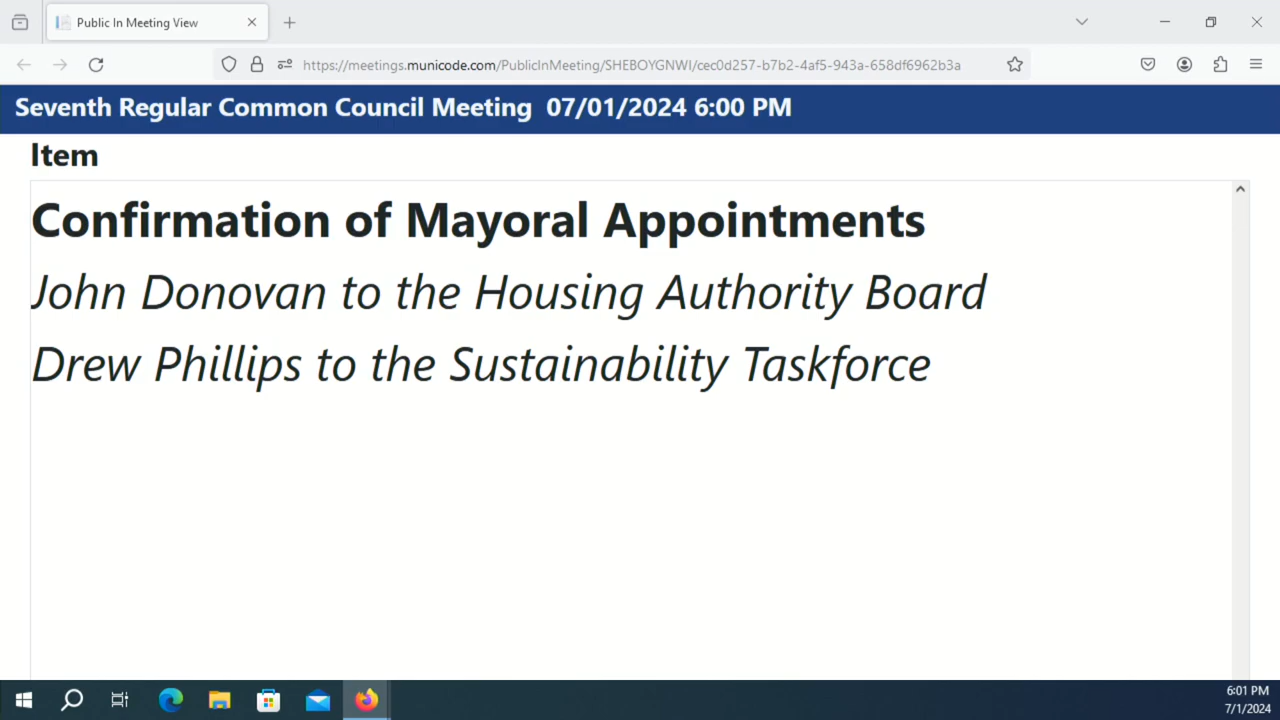 Public In Meeting View
https://meetings.municode.com/PublicInMeeting/SHEBOYGNWI/cec0d257-b7b2-4af5-943a-658df6962b3a
Seventh Regular Common Council Meeting 07/01/2024 6:00 PM
Item
Confirmation of Mayoral Appointments
John Donovan to the Housing Authority Board
Drew Phillips to the Sustainability Taskforce
6:01 PM
7/1/2024